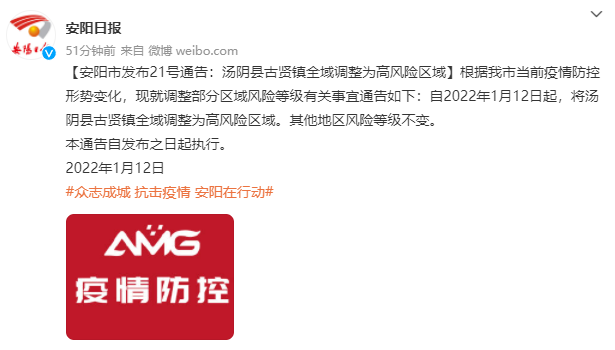 安阳日报
51分钟前 来自 微博 weibo.com
【安阳市发布21号通告：汤阴县古贤镇全域调整为高风险区域】根据我市当前疫情防控
形势变化，现就调整部分区域风险等级有关事宜通告如下：自2022年1月12日起，将汤
阴县古贤镇全域调整为高风险区域。其他地区风险等级不变。
本通告自发布之日起执行。
2022年1月12日
#众志成城 抗击疫情 安阳在行动#
AMG
疫情防控